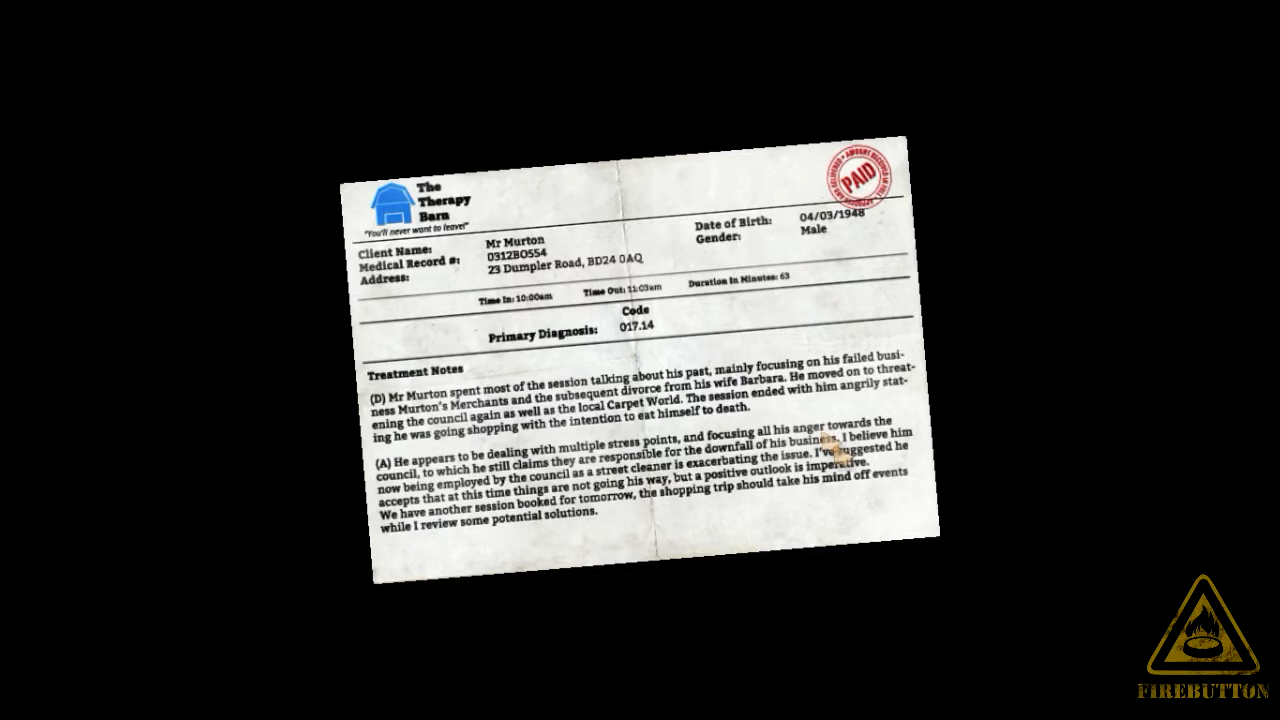 The
Therapy
Barn
"You'll never want to leave!"
PAID
Client Name: Mr Murton
Medical Record #: 0312BO554
Address: 23 Dumpler Road, BD24 0AQ
Date of Birth: 04/03/1948
Gender: Male
Time In: 10:00am Time Out: 11:03am Duration In Minutes: 63
Code
Primary Diagnosis: 017.14
Treatment Notes
(D) Mr Murton spent most of the session talking about his past, mainly focusing on his failed busi-
ness Murton's Merchants and the subsequent divorce from his wife Barbara. He moved on to threat-
ening the council again as well as the local Carpet World. The session ended with him angrily stat-
ing he was going shopping with the intention to eat himself to death.
(A) He appears to be dealing with multiple stress points, and focusing all his anger towards the
council, to which he still claims they are responsible for the downfall of his business. I believe him
now being employed by the council as a street cleaner is exacerbating the issue. I've suggested he
accepts that at this time things are not going his way, but a positive outlook is imperative.
We have another session booked for tomorrow, the shopping trip should take his mind off events
while I review some potential solutions.
FIREBUTTON